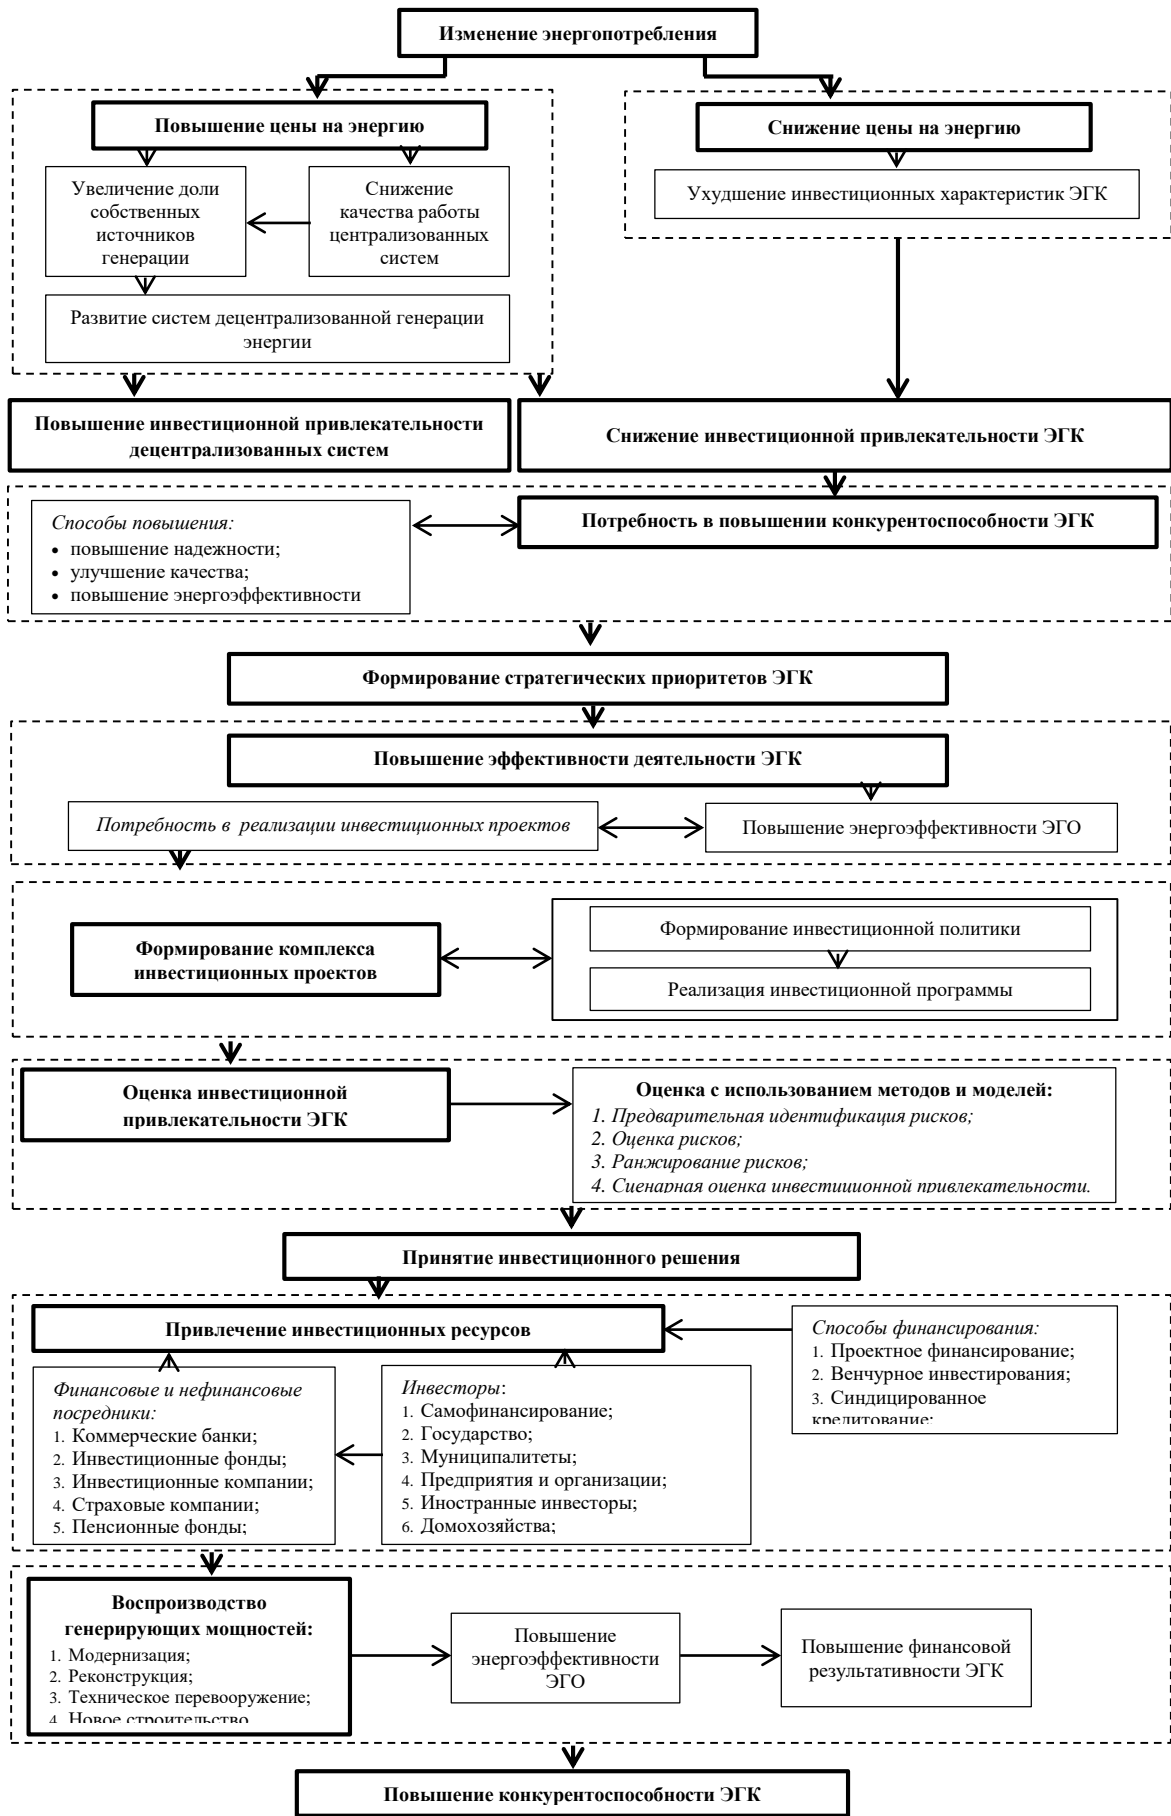 Изменение энергопотребления
Повышение цены на энергию
Снижение цены на энергию
Увеличение доли
собственных
источников
генерации
Снижение
качества работы
централизованных
систем
Ухудшение инвестиционных характеристик ЭГК
Развитие систем децентрализованной генерации
энергии
Повышение инвестиционной привлекательности
децентрализованных систем
Снижение инвестиционной привлекательности ЭГК
Способы повышения:
• повышение надежности;
• улучшение качества;
• повышение энергоэффективности
Потребность в повышении конкурентоспособности ЭГК
Формирование стратегических приоритетов ЭГК
Повышение эффективности деятельности ЭГК
Потребность в реализации инвестиционных проектов
Повышение энергоэффективности ЭГО
Формирование комплекса
инвестиционных проектов
Формирование инвестиционной политики
Реализация инвестиционной программы
Оценка инвестиционной
привлекательности ЭГК
Оценка с использованием методов и моделей:
1. Предварительная идентификация рисков;
2. Оценка рисков;
3. Ранжирование рисков;
4. Сценарная оценка инвестиционной привлекательности.
Принятие инвестиционного решения
Привлечение инвестиционных ресурсов
Способы финансирования:
1. Проектное финансирование;
2. Венчурное инвестирования;
3. Синдицированное
кредитование;
Финансовые и нефинансовые
посредники:
1. Коммерческие банки;
2. Инвестиционные фонды;
3. Инвестиционные компании;
4. Страховые компании;
5. Пенсионные фонды;
Инвесторы:
1. Самофинансирование;
2. Государство;
3. Муниципалитеты;
4. Предприятия и организации;
5. Иностранные инвесторы;
6. Домохозяйства;
Воспроизводство
генерирующих мощностей:
1. Модернизация;
2. Реконструкция;
3. Техническое перевооружение;
4. Новое строительство
Повышение
энергоэффективности
ЭГО
Повышение финансовой
результативности ЭГК
Повышение конкурентоспособности ЭГК